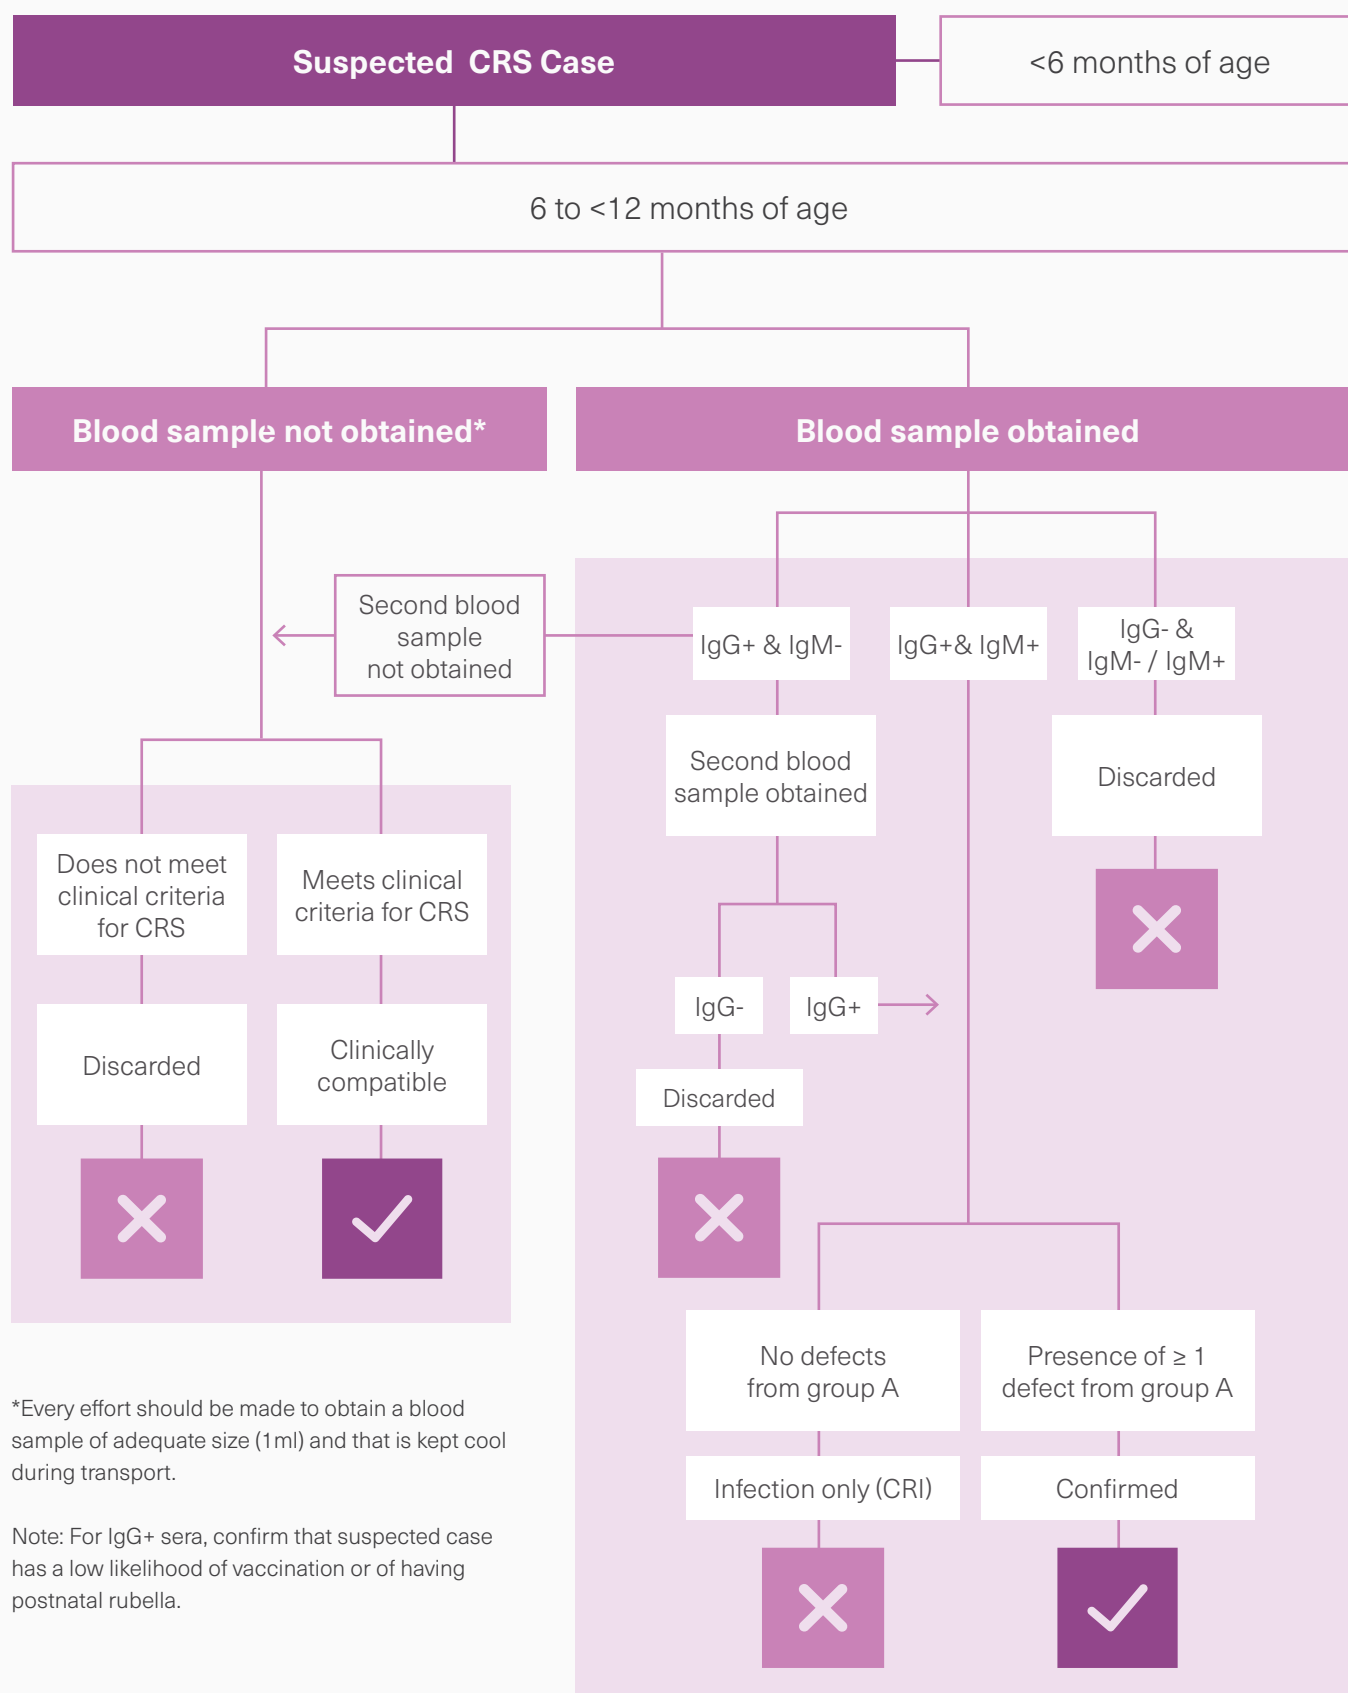 Suspected CRS Case
<6 months of age
6 to <12 months of age
Blood sample not obtained*
Blood sample obtained
Second blood
sample
not obtained
IgG+ & IgM-
IgG+& IgM+
IgG- &
IgM- / IgM+
Second blood
sample obtained
Discarded
Does not meet
clinical criteria
for CRS
Meets clinical
criteria for CRS
IgG-
IgG+
Discarded
Clinically
compatible
Discarded
No defects
from group A
Presence of ≥ 1
defect from group A
Infection only (CRI)
Confirmed
*Every effort should be made to obtain a blood
sample of adequate size (1ml) and that is kept cool
during transport.
Note: For IgG+ sera, confirm that suspected case
has a low likelihood of vaccination or of having
postnatal rubella.